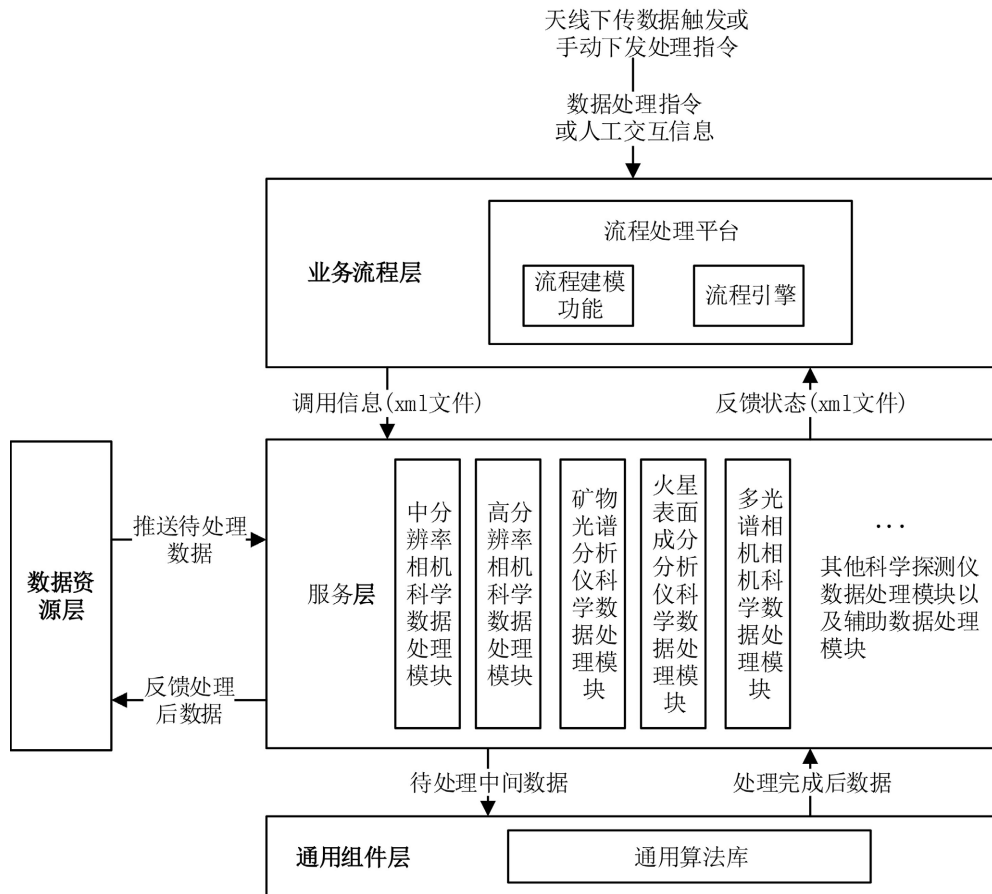 天线下传数据触发或
手动下发处理指令
数据处理指令
或人工交互信息
流程处理平台
业务流程层
流程建模
功能
流程引擎
调用信息(xml文件)
反馈状态(xml文件)
数据资
源层
推送待处理
数据
反馈处理
后数据
服务层
中分
辨率
相机
科学
数据
处理
模块
高分
辨率
相机
科学
数据
处理
模块
矿物
光谱
分析
仪科
学数
据处
理模
块
火星
表面
成分
分析
仪科
学数
据处
理模
块
多光
谱相
机相
机科
学数
据处
理模
块
...
其他科学探测仪
数据处理模块以
及辅助数据处理
模块
待处理中间数据
处理完成后数据
通用组件层
通用算法库